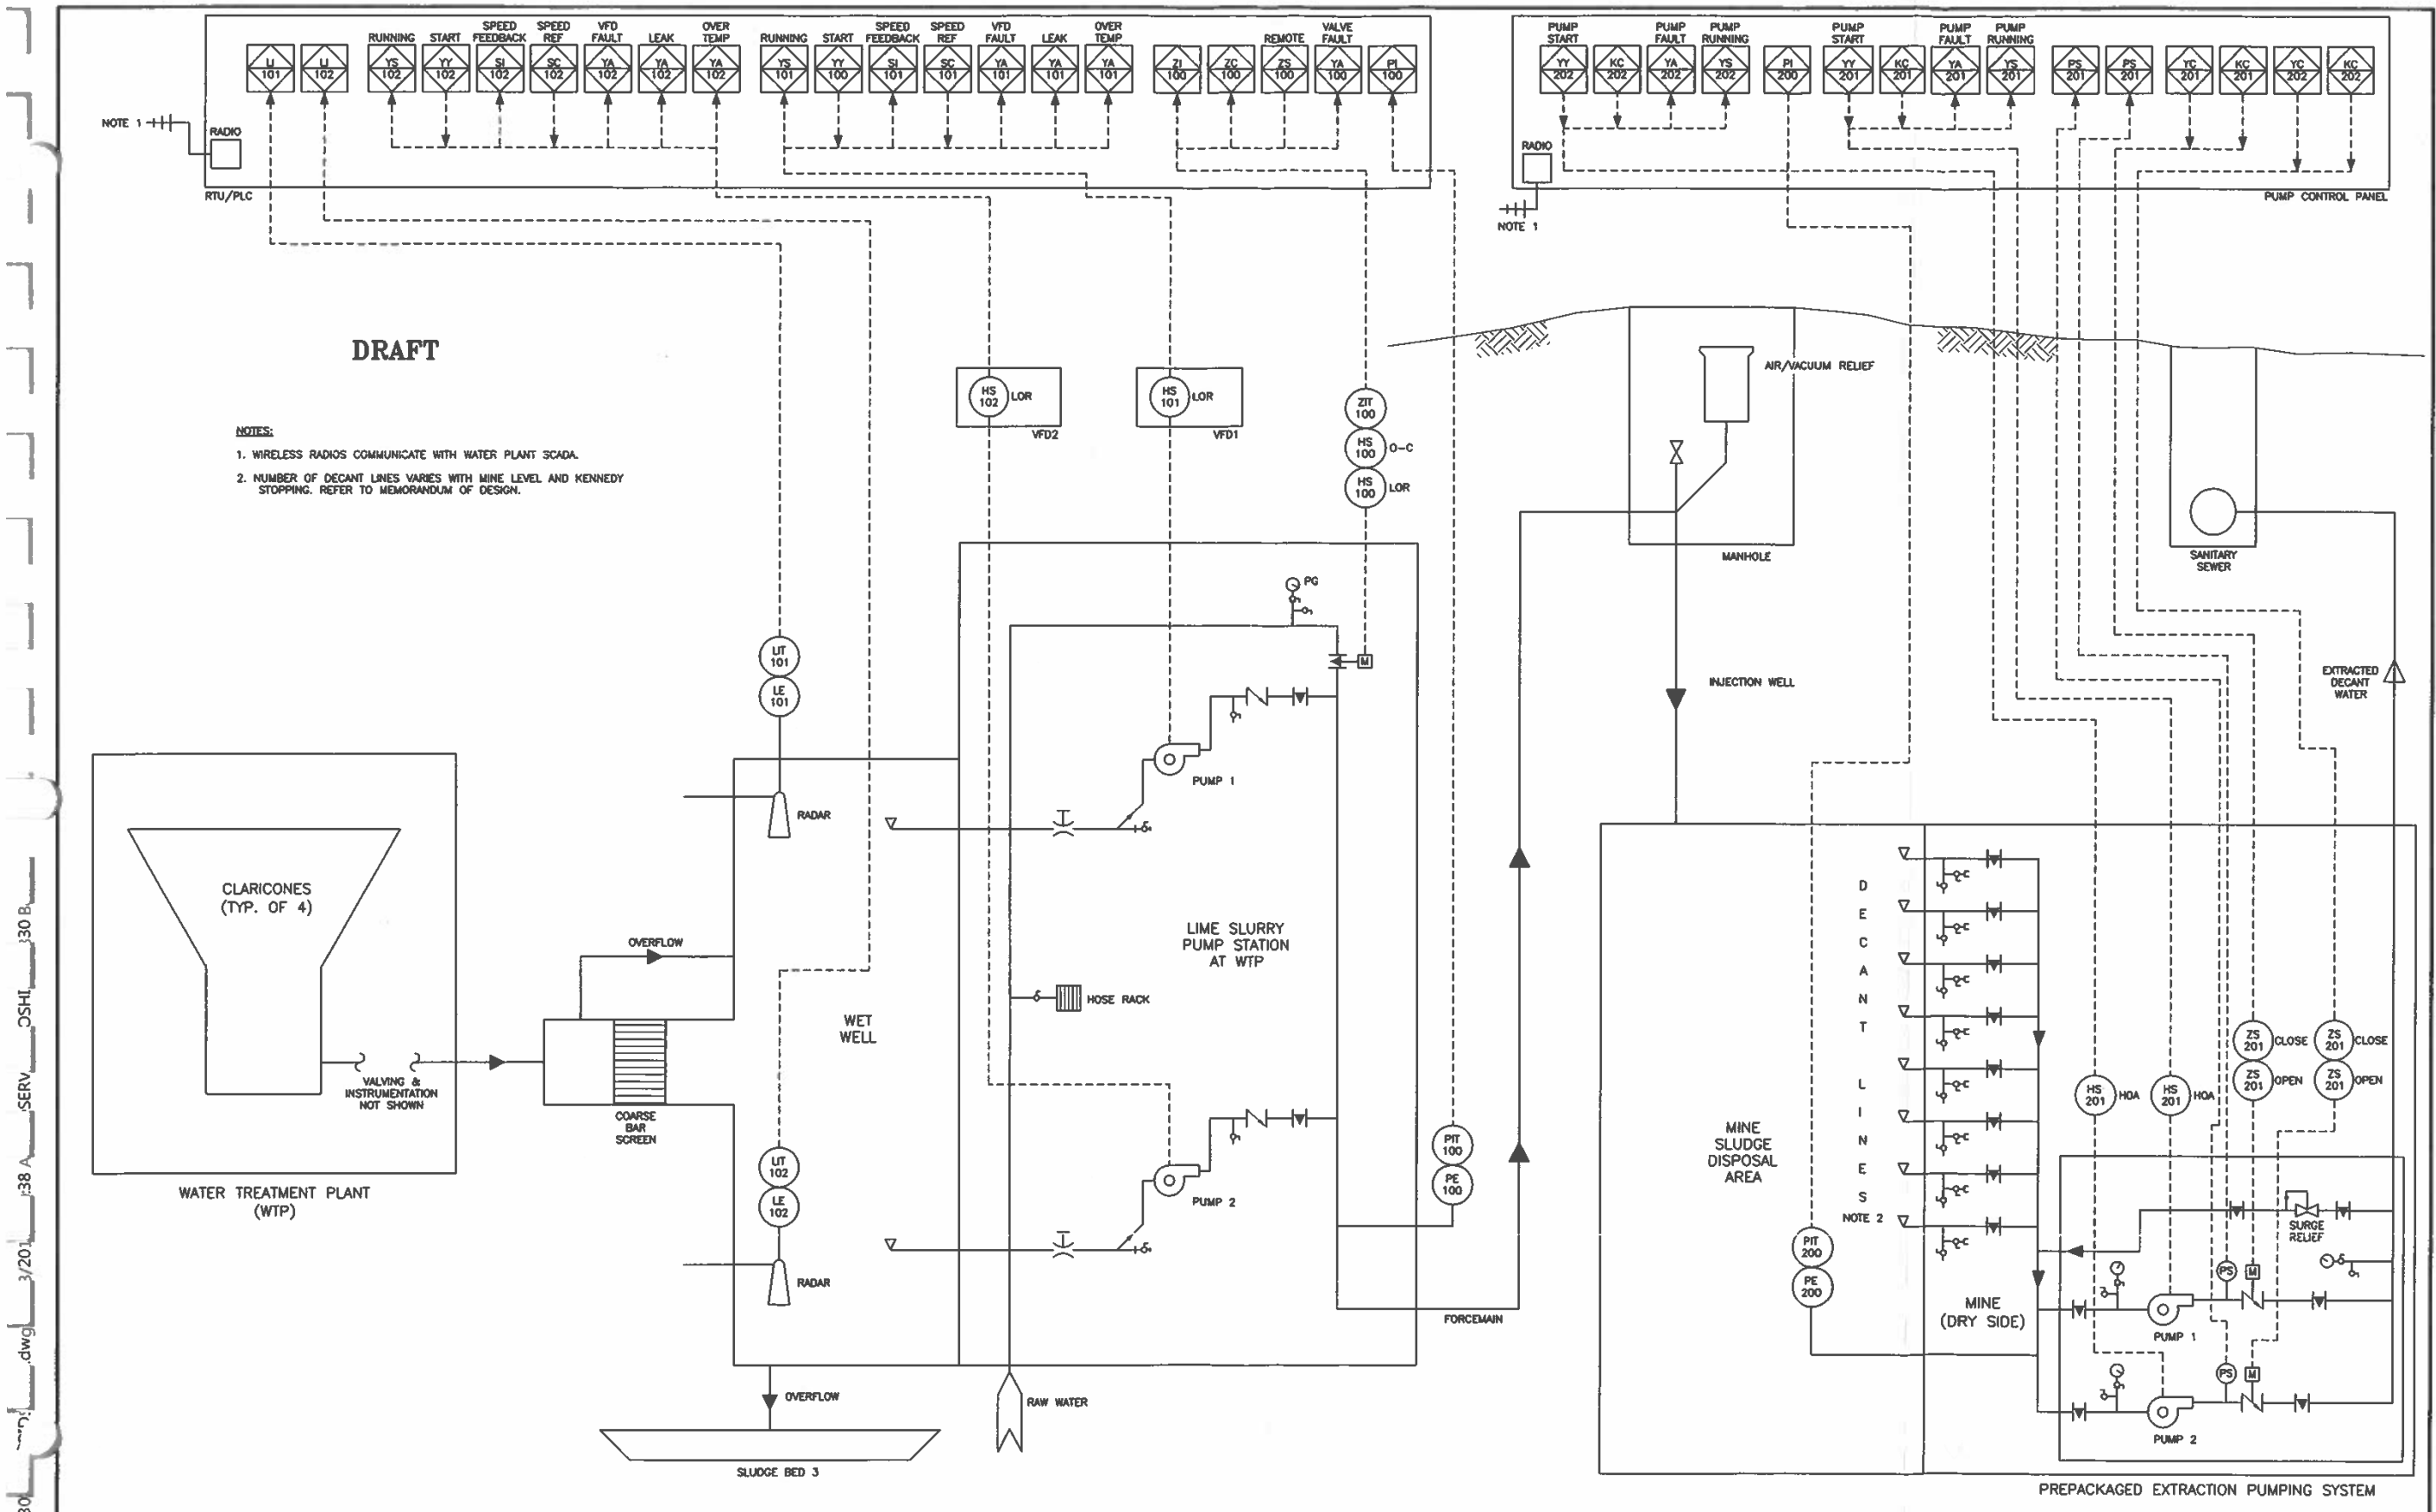 SPEED SPEED VFD OVER SPEED SPEED VFD OVER VALVE
RUNNING START FEEDBACK REF FAULT LEAK TEMP RUNNING START FEEDBACK REF FAULT LEAK TEMP REMOTE FAULT
LI 101
LI 102
YS 102
YY 102
SI 102
SC 102
YA 102
YA 102
YA 102
YS 101
YY 100
SI 101
SC 101
YA 101
YA 101
YA 101
ZI 100
ZC 100
ZS 100
YA 100
PI 100
NOTE 1
RADIO
RTU/PLC
PUMP PUMP PUMP PUMP PUMP PUMP
START FAULT RUNNING START FAULT RUNNING
YY 202
KC 202
YA 202
YS 202
PI 200
YY 201
KC 201
YA 201
YS 201
PS 201
PS 201
YC 201
KC 201
YC 202
KC 202
RADIO
NOTE 1
PUMP CONTROL PANEL
DRAFT
NOTES:
1. WIRELESS RADIOS COMMUNICATE WITH WATER PLANT SCADA.
2. NUMBER OF DECANT LINES VARIES WITH MINE LEVEL AND KENNEDY
STOPPING. REFER TO MEMORANDUM OF DESIGN.
HS 102
LOR
VFD2
HS 101
LOR
VFD1
ZIT 100
HS 100
O-C
HS 100
LOR
AIR/VACUUM RELIEF
MANHOLE
SANITARY
SEWER
INJECTION WELL
EXTRACTED
DECANT
WATER
LIT 101
LE 101
RADAR
PG
M
PUMP 1
CLARICONES
(TYP. OF 4)
VALVING &
INSTRUMENTATION
NOT SHOWN
WATER TREATMENT PLANT
(WTP)
OVERFLOW
COARSE
BAR
SCREEN
WET
WELL
LIT 102
LE 102
RADAR
LIME SLURRY
PUMP STATION
AT WTP
HOSE RACK
PUMP 2
PIT 100
PE 100
FORCEMAIN
OVERFLOW
RAW WATER
SLUDGE BED 3
MINE
SLUDGE
DISPOSAL
AREA
D
E
C
A
N
T
L
I
N
E
S
NOTE 2
PIT 200
PE 200
MINE
(DRY SIDE)
HS 201
HOA
HS 201
HOA
ZS 201
CLOSE
ZS 201
OPEN
ZS 201
CLOSE
ZS 201
OPEN
SURGE
RELIEF
PS
M
PUMP 1
PS
M
PUMP 2
PREPACKAGED EXTRACTION PUMPING SYSTEM